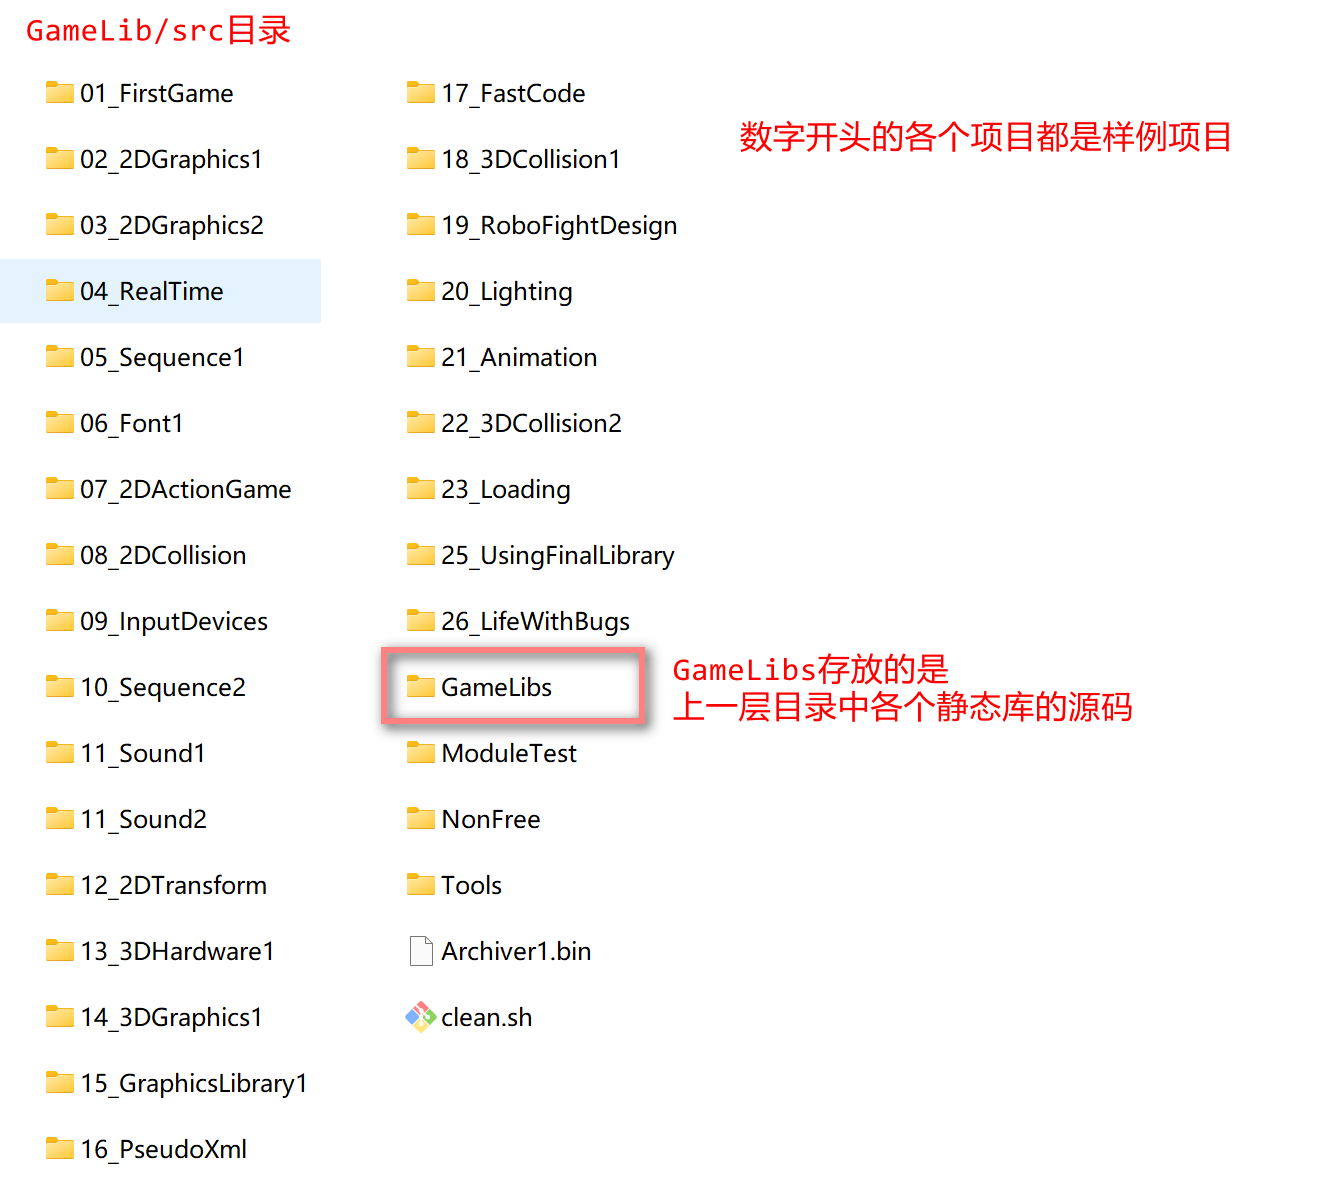 GameLib/src目录
01_FirstGame
02_2DGraphics1
03_2DGraphics2
04_RealTime
05_Sequence1
06_Font1
07_2DActionGame
08_2DCollision
09_InputDevices
10_Sequence2
11_Sound1
11_Sound2
12_2DTransform
13_3DHardware1
14_3DGraphics1
15_GraphicsLibrary1
16_PseudoXml
17_FastCode
18_3DCollision1
19_RoboFightDesign
20_Lighting
21_Animation
22_3DCollision2
23_Loading
25_UsingFinalLibrary
26_LifeWithBugs
GameLibs
ModuleTest
NonFree
Tools
Archiver1.bin
clean.sh
数字开头的各个项目都是样例项目
GameLibs存放的是
上一层目录中各个静态库的源码